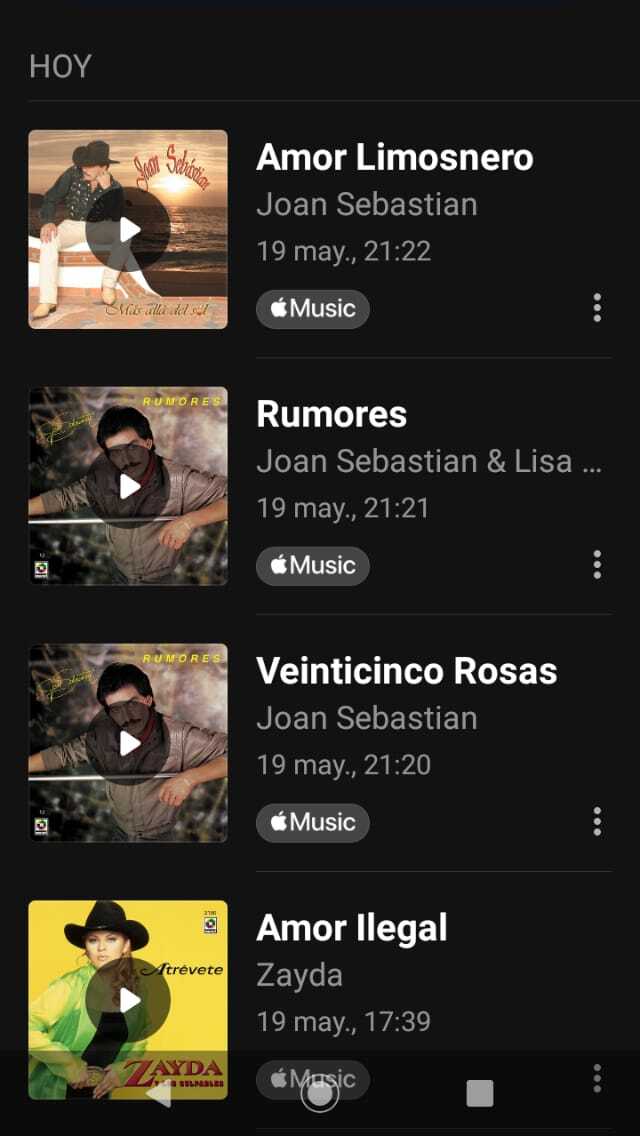 HOY
Joan Sebastian
Más allá del sol
Amor Limosnero
Joan Sebastian
19 may., 21:22
Music
RUMORES
Rumores
Joan Sebastian & Lisa ...
19 may., 21:21
Music
RUMORES
Veinticinco Rosas
Joan Sebastian
19 may., 21:20
Music
Atrévete
ZAYDA
Y LOS CULPABLES
Amor Ilegal
Zayda
19 may., 17:39
Music